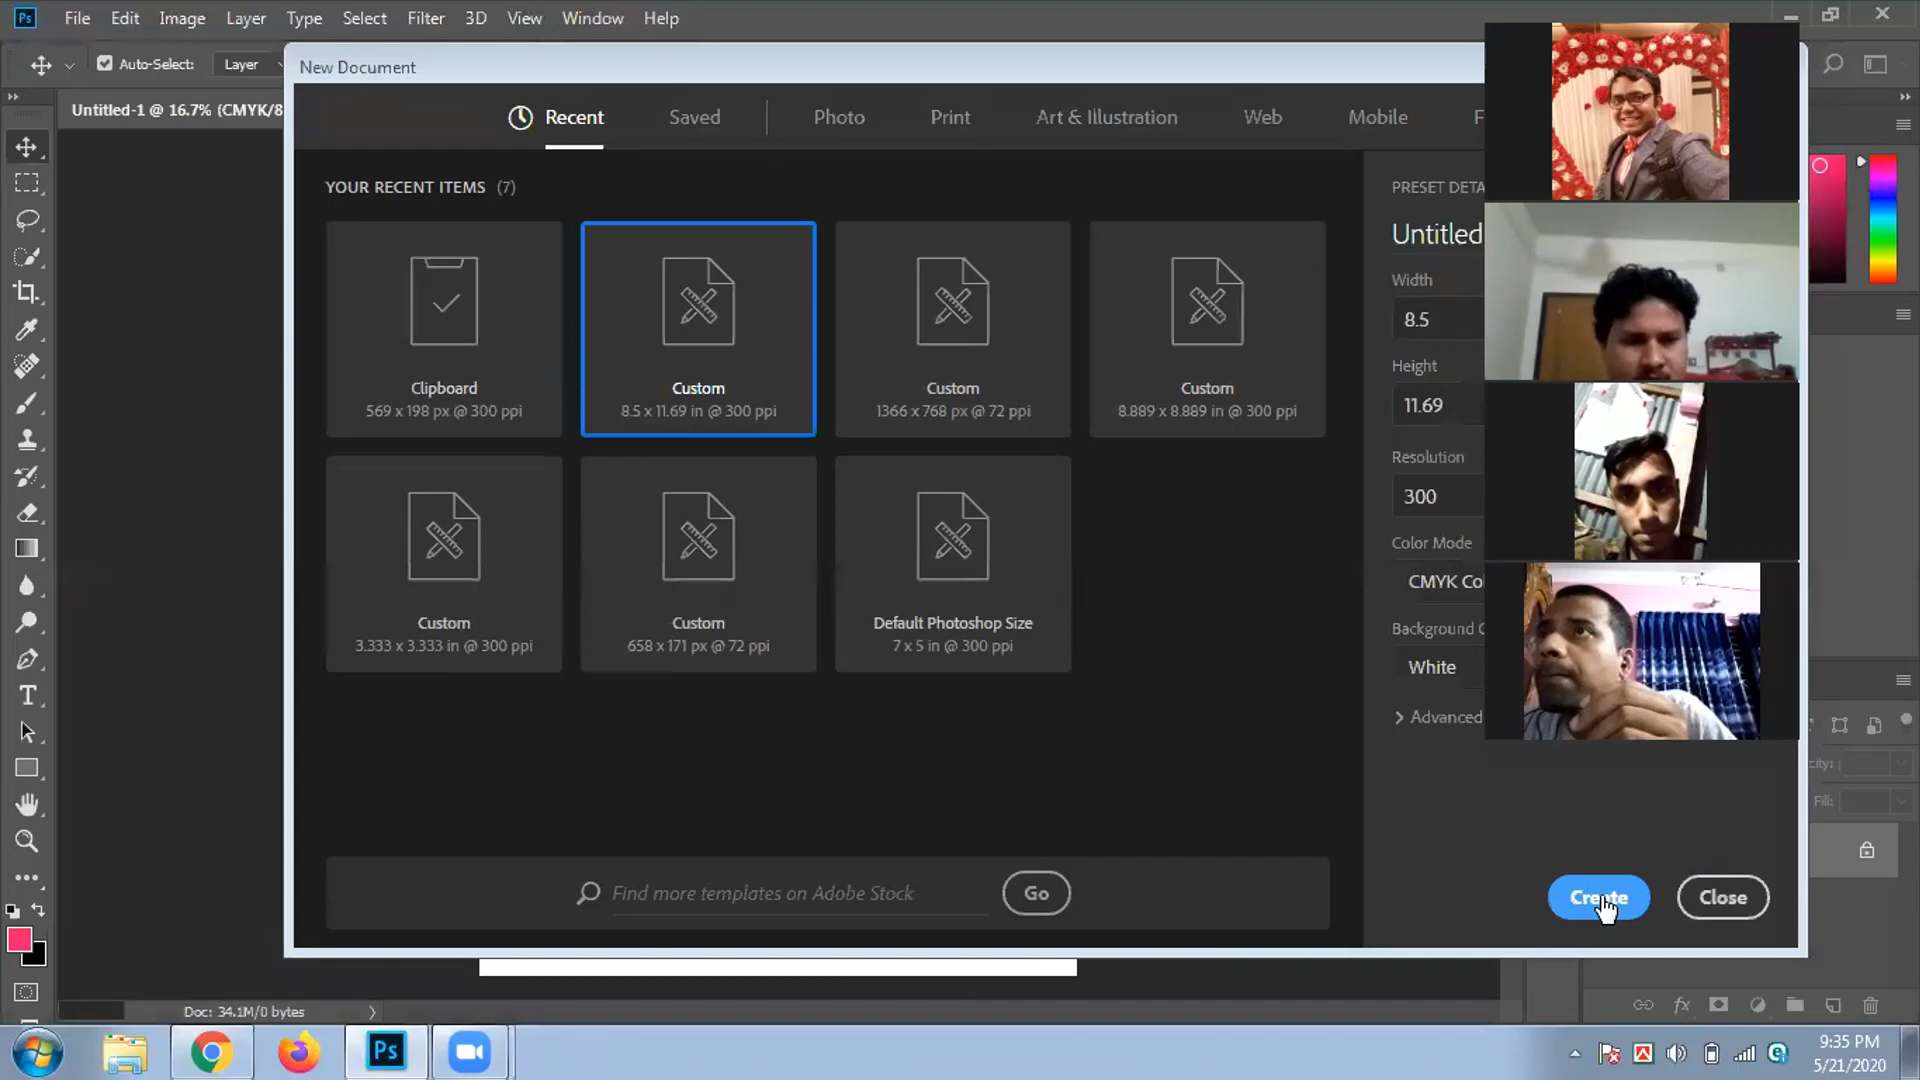 Ps File Edit Image Layer Type Select Filter 3D View Window Help
Auto-Select: Layer
New Document
Untitled-1 @ 16.7% (CMYK/8
Recent Saved Photo Print Art & Illustration Web Mobile F
YOUR RECENT ITEMS (7)
Clipboard
569 x 198 px @ 300 ppi
Custom
8.5 x 11.69 in @ 300 ppi
Custom
1366 x 768 px @ 72 ppi
Custom
8.889 x 8.889 in @ 300 ppi
Custom
3.333 x 3.333 in @ 300 ppi
Custom
658 x 171 px @ 72 ppi
Default Photoshop Size
7 x 5 in @ 300 ppi
PRESET DETA
Untitled
Width
8.5
Height
11.69
Resolution
300
Color Mode
CMYK Co
Background C
White
Advanced
city:
Fill:
Find more templates on Adobe Stock Go
Create Close
fx
Doc: 34.1M/0 bytes
Ps
9:35 PM
5/21/2020